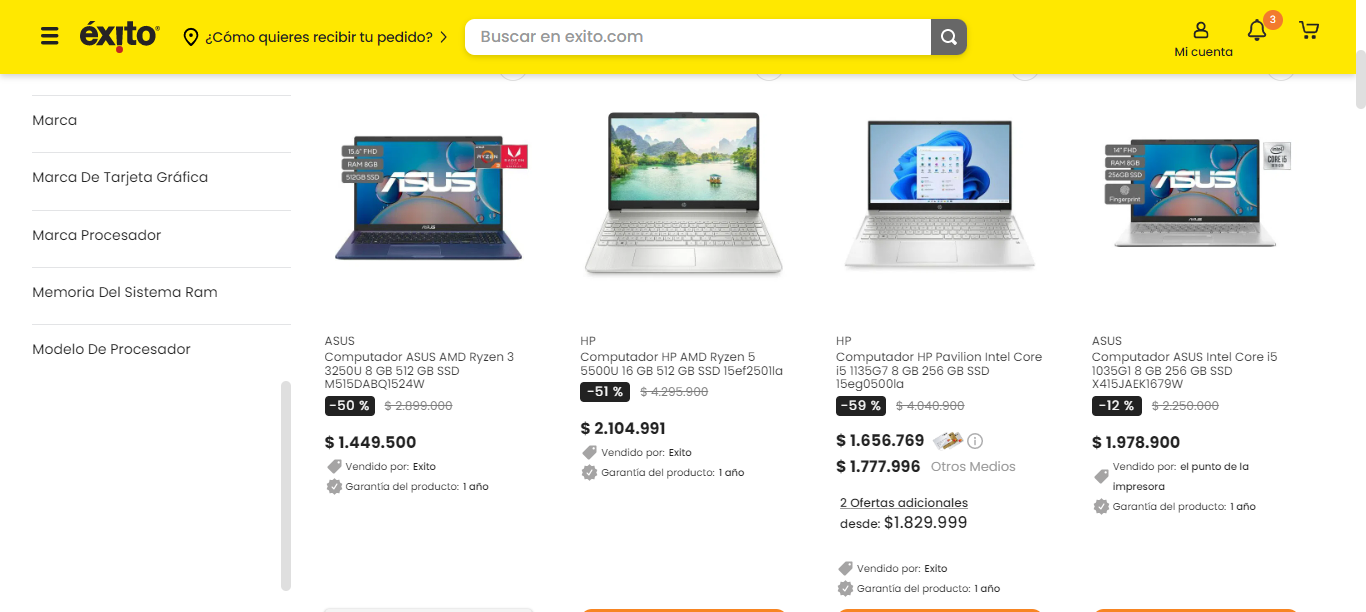 éxito
¿Cómo quieres recibir tu pedido?
Buscar en exito.com
Mi cuenta
3
Marca
Marca De Tarjeta Gráfica
Marca Procesador
Memoria Del Sistema Ram
Modelo De Procesador
15.6" FHD
RAM 8GB
512GB SSD
RYZEN
RADEON
ASUS
ASUS
Computador ASUS AMD Ryzen 3
3250U 8 GB 512 GB SSD
M515DABQ1524W
-50 %
$ 2.899.000
$ 1.449.500
Vendido por: Exito
Garantía del producto: 1 año
HP
Computador HP AMD Ryzen 5
5500U 16 GB 512 GB SSD 15ef2501la
-51 %
$ 4.295.900
$ 2.104.991
Vendido por: Exito
Garantía del producto: 1 año
HP
Computador HP Pavilion Intel Core
i5 1135G7 8 GB 256 GB SSD
15eg0500la
-59 %
$ 4.040.900
$ 1.656.769
$ 1.777.996 Otros Medios
2 Ofertas adicionales
desde: $1.829.999
Vendido por: Exito
Garantía del producto: 1 año
14" FHD
RAM 8GB
256GB SSD
Fingerprint
ASUS
intel
CORE i5
ASUS
Computador ASUS Intel Core i5
1035G1 8 GB 256 GB SSD
X415JAEK1679W
-12 %
$ 2.250.000
$ 1.978.900
Vendido por: el punto de la
impresora
Garantía del producto: 1 año